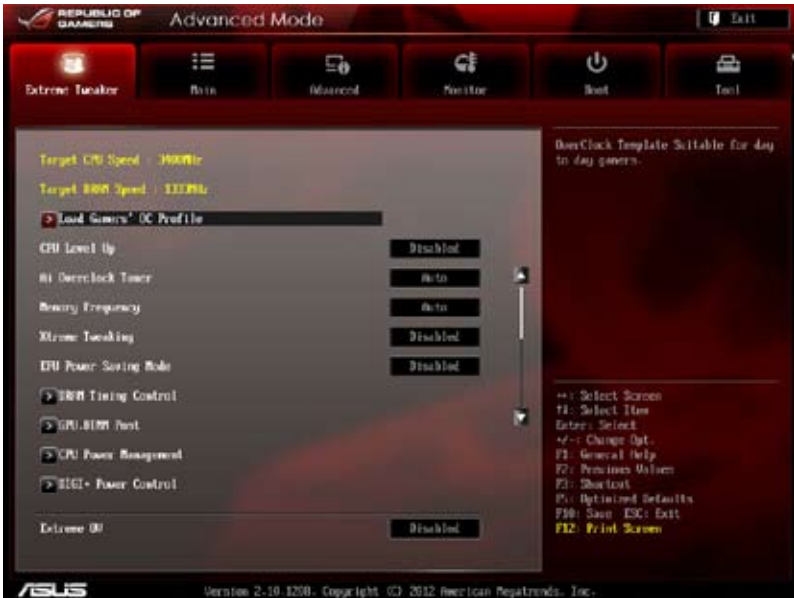 REPUBLIC OF GAMERS
Advanced Mode
Exit
Extreme Tweaker
Main
Advanced
Monitor
Boot
Tool
Target CPU Speed : 3400MHz
Target DRAM Speed : 1333MHz
Load Gamers' OC Profile
CPU Level Up
Disabled
Ai Overclock Tuner
Auto
Memory Frequency
Auto
Xtreme Tweaking
Disabled
EPU Power Saving Mode
Disabled
DRAM Timing Control
GPU.DIMM Post
CPU Power Management
DIGI+ Power Control
Extreme OV
Disabled
OverClock Template Suitable for day
to day gamers.
→←: Select Screen
↑↓: Select Item
Enter: Select
+/-: Change Opt.
F1: General Help
F2: Previous Values
F3: Shortcut
F5: Optimized Defaults
F10: Save ESC: Exit
F12: Print Screen
ASUS
Version 2.10.1208. Copyright (C) 2012 American Megatrends, Inc.